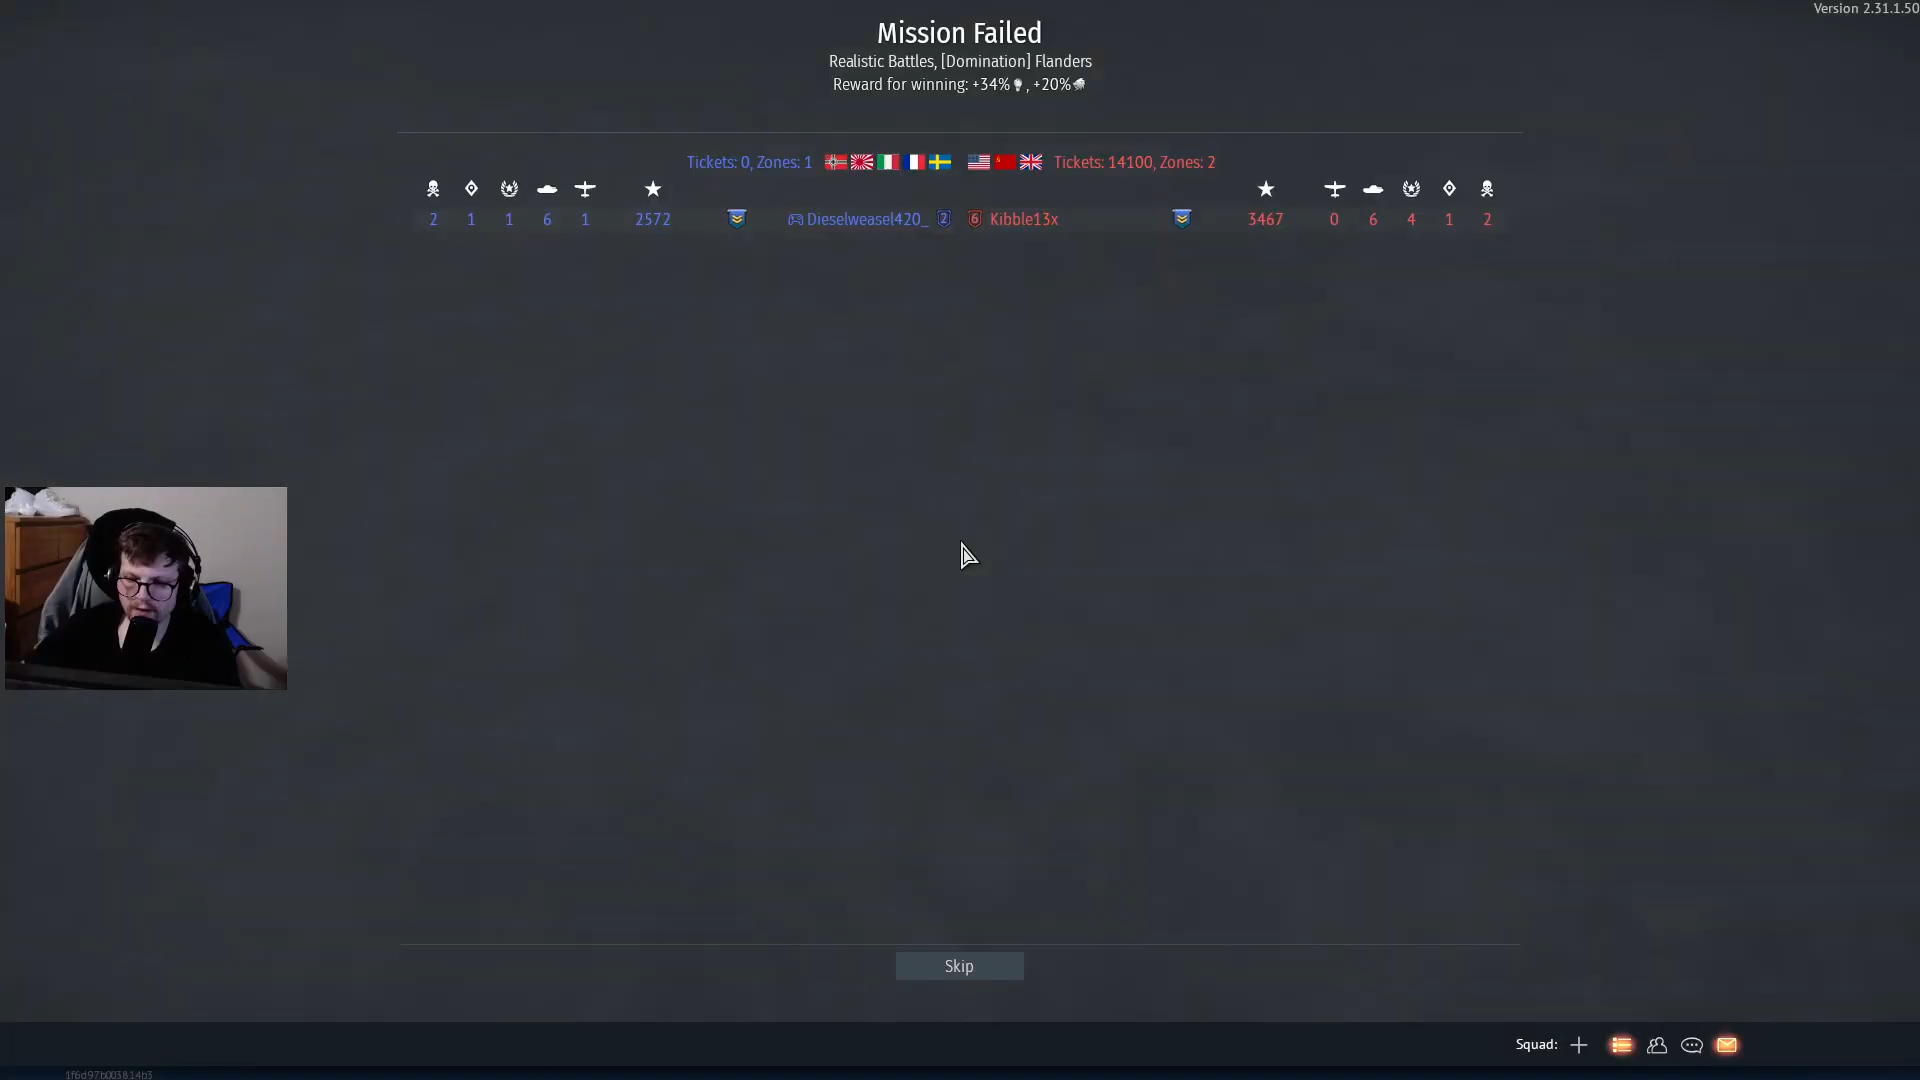 Version 2.31.1.50
Mission Failed
Realistic Battles, [Domination] Flanders
Reward for winning: +34%, +20%
Tickets: 0, Zones: 1 Tickets: 14100, Zones: 2
2 1 1 6 1 2572 Dieselweasel420_ 2 6 Kibble13x 3467 0 6 4 1 2
Skip
Squad:
1f6d97b003814b3